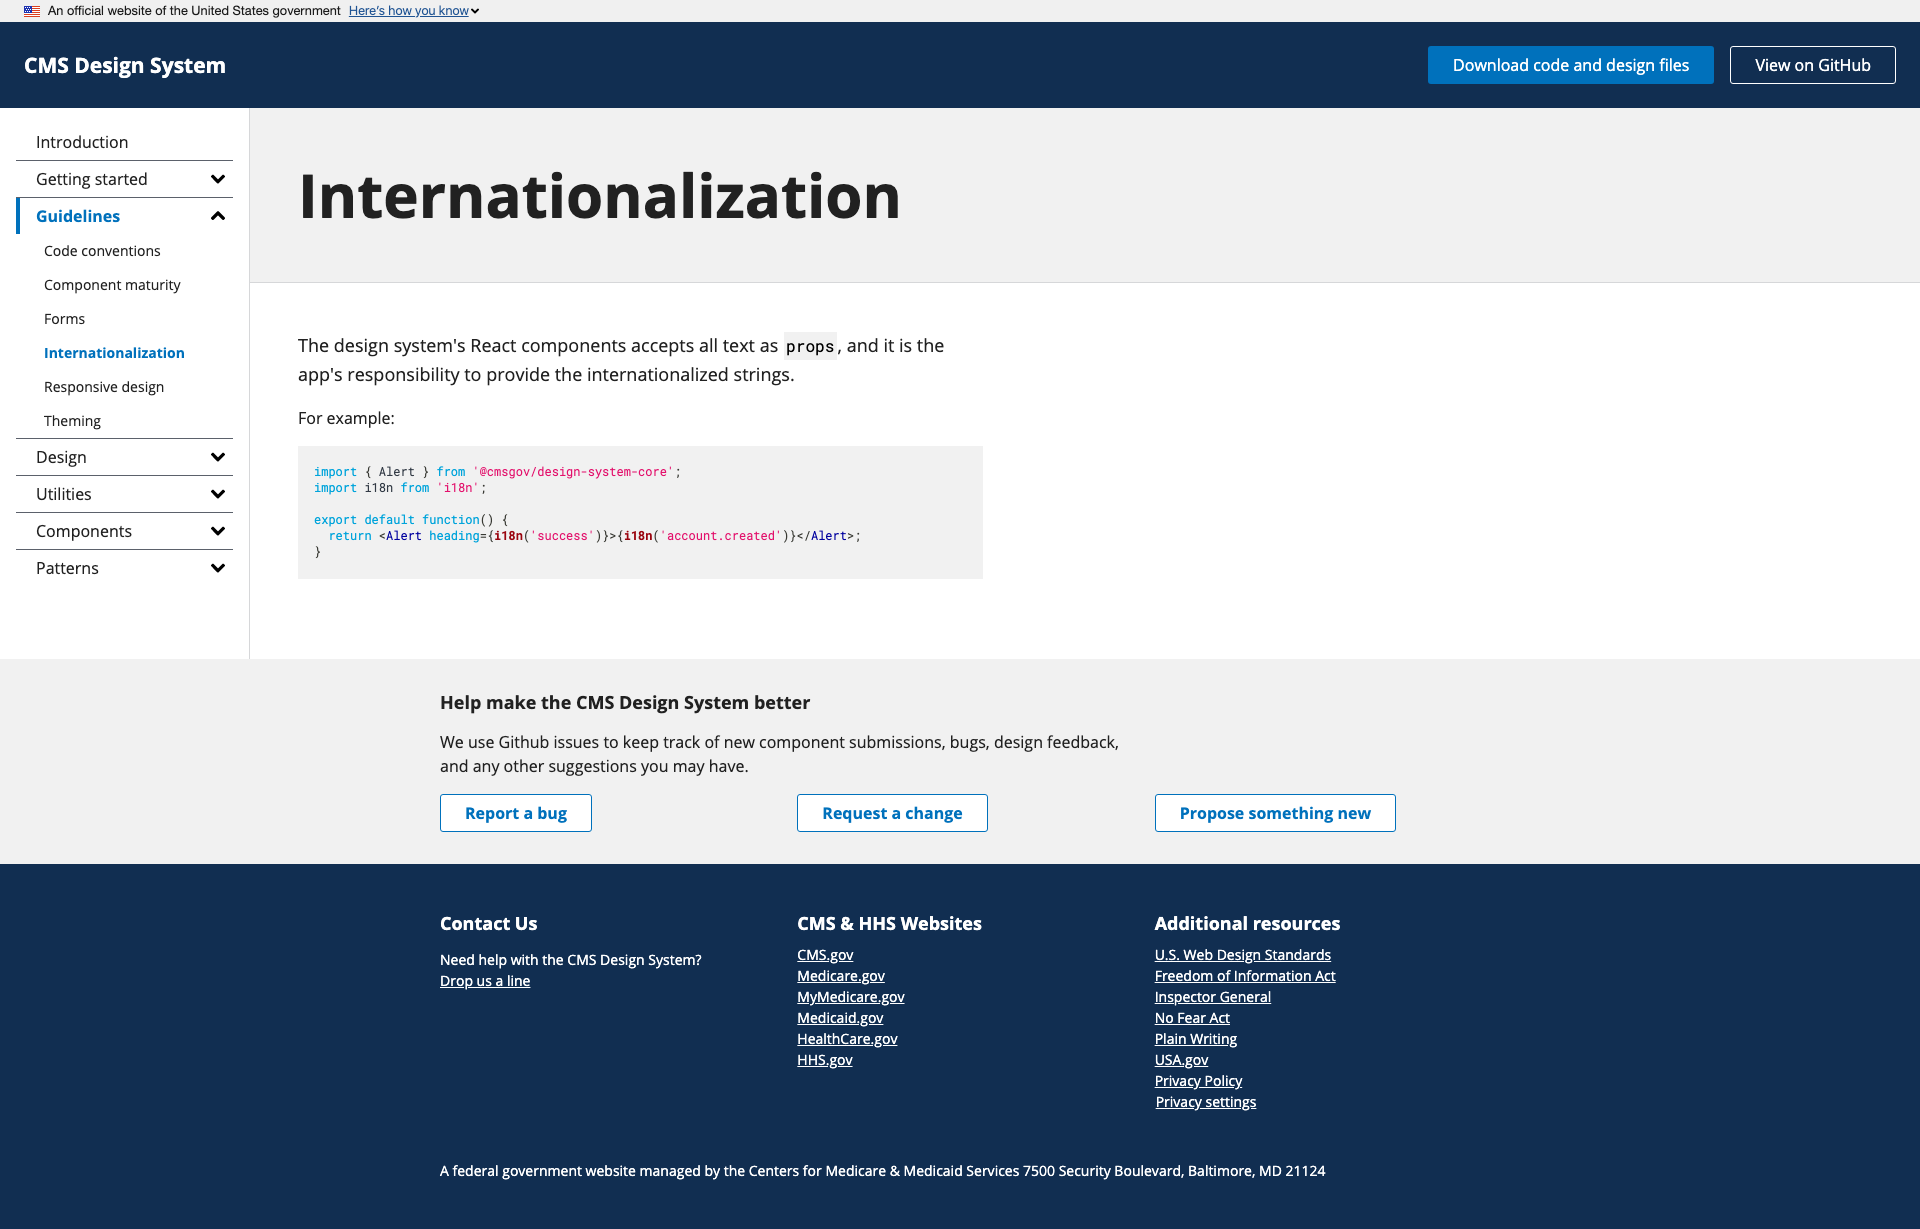 An official website of the United States government Here's how you know
CMS Design System
Download code and design files
View on GitHub
Introduction
Getting started
Guidelines
Code conventions
Component maturity
Forms
Internationalization
Responsive design
Theming
Design
Utilities
Components
Patterns
Internationalization
The design system's React components accepts all text as props, and it is the
app's responsibility to provide the internationalized strings.
For example:
import { Alert } from '@cmsgov/design-system-core';
import i18n from 'i18n';
export default function() {
  return <Alert heading={i18n('success')}>{i18n('account.created')}</Alert>;
}
Help make the CMS Design System better
We use Github issues to keep track of new component submissions, bugs, design feedback,
and any other suggestions you may have.
Report a bug
Request a change
Propose something new
Contact Us
Need help with the CMS Design System?
Drop us a line
CMS & HHS Websites
CMS.gov
Medicare.gov
MyMedicare.gov
Medicaid.gov
HealthCare.gov
HHS.gov
Additional resources
U.S. Web Design Standards
Freedom of Information Act
Inspector General
No Fear Act
Plain Writing
USA.gov
Privacy Policy
Privacy settings
A federal government website managed by the Centers for Medicare & Medicaid Services 7500 Security Boulevard, Baltimore, MD 21124